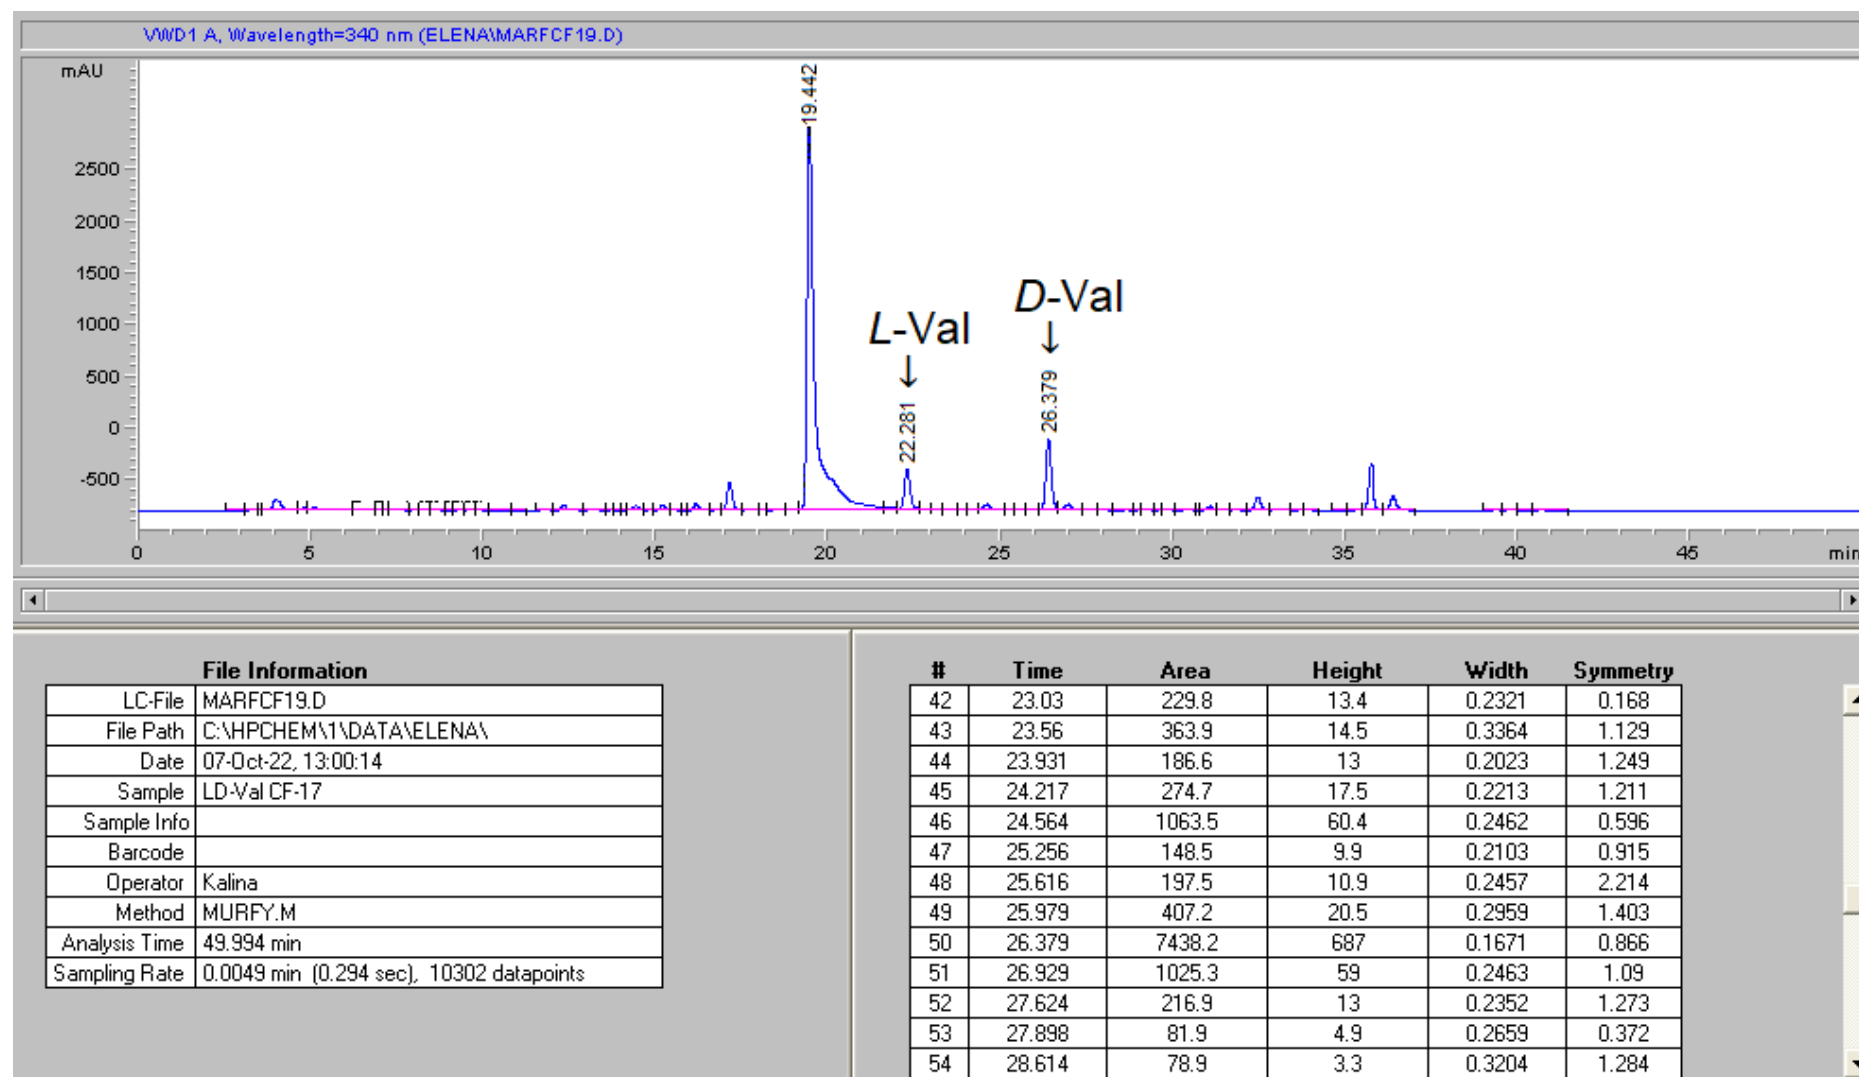 VWD1 A, Wavelength=340 nm (ELENA\MARFCF19.D)
mAU
2500
2000
1500
1000
500
0
-500
19.442
L-Val
↓
22.281
D-Val
↓
26.379
0 5 10 15 20 25 30 35 40 45 min
File Information
LC-File MARFCF19.D
File Path C:\HPCHEM\1\DATA\ELENA\
Date 07-Oct-22, 13:00:14
Sample LD-Val CF-17
Sample Info
Barcode
Operator Kalina
Method MURFY.M
Analysis Time 49.994 min
Sampling Rate 0.0049 min (0.294 sec), 10302 datapoints
# Time Area Height Width Symmetry
42 23.03 229.8 13.4 0.2321 0.168
43 23.56 363.9 14.5 0.3364 1.129
44 23.931 186.6 13 0.2023 1.249
45 24.217 274.7 17.5 0.2213 1.211
46 24.564 1063.5 60.4 0.2462 0.596
47 25.256 148.5 9.9 0.2103 0.915
48 25.616 197.5 10.9 0.2457 2.214
49 25.979 407.2 20.5 0.2959 1.403
50 26.379 7438.2 687 0.1671 0.866
51 26.929 1025.3 59 0.2463 1.09
52 27.624 216.9 13 0.2352 1.273
53 27.898 81.9 4.9 0.2659 0.372
54 28.614 78.9 3.3 0.3204 1.284